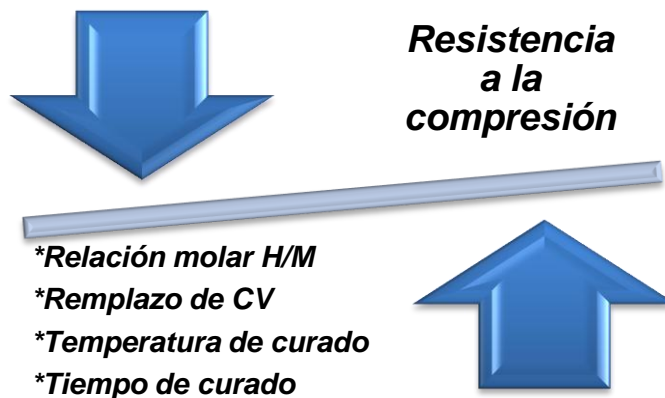 Resistencia
a la
compresión
*Relación molar H/M
*Remplazo de CV
*Temperatura de curado
*Tiempo de curado